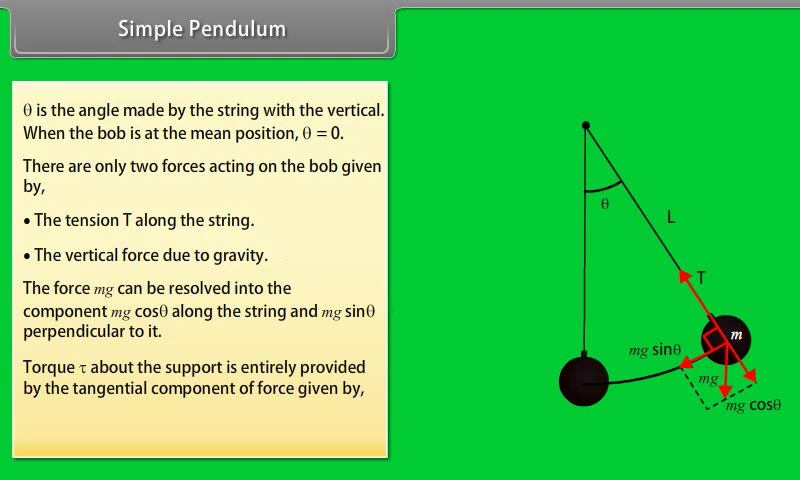 Simple Pendulum
θ is the angle made by the string with the vertical.
When the bob is at the mean position, θ = 0.
There are only two forces acting on the bob given
by,
• The tension T along the string.
• The vertical force due to gravity.
The force mg can be resolved into the
component mg cosθ along the string and mg sinθ
perpendicular to it.
Torque τ about the support is entirely provided
by the tangential component of force given by,
θ
L
T
m
mg sinθ
mg
mg cosθ